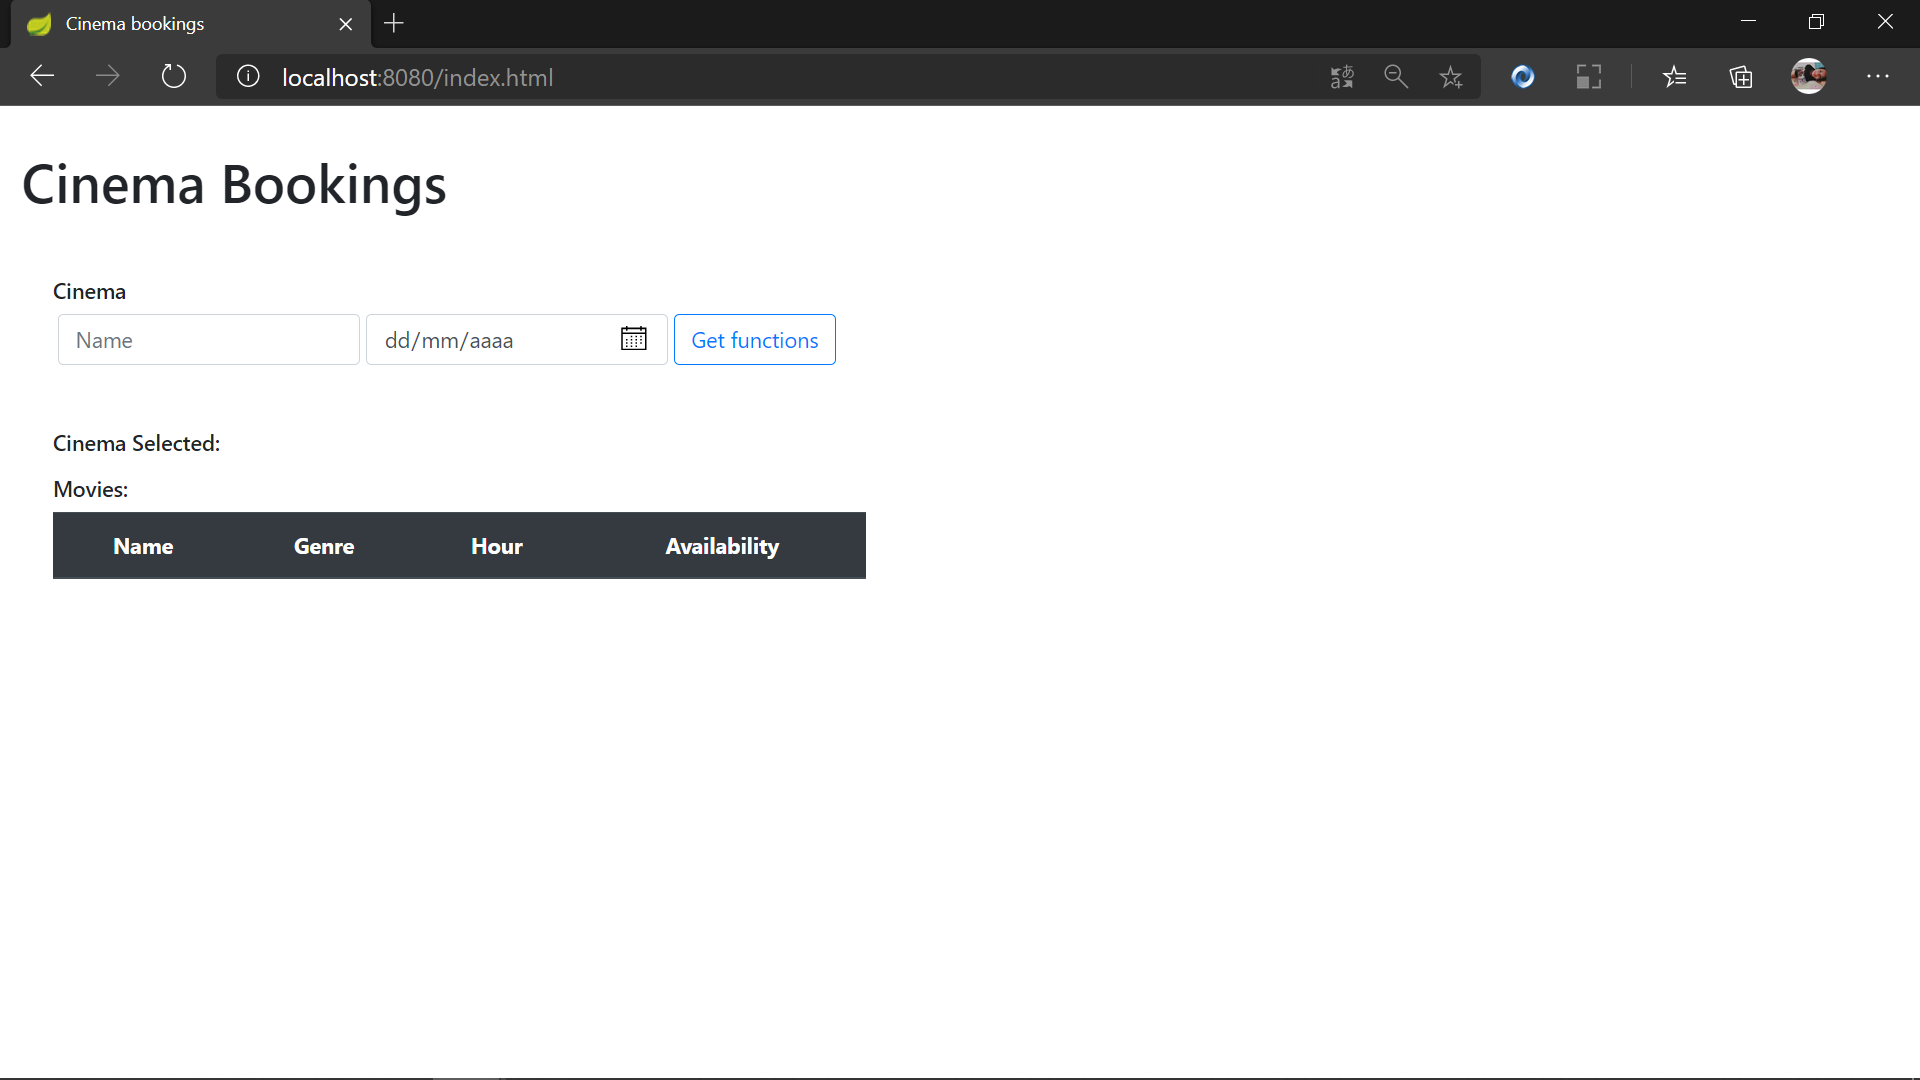 Cinema bookings
localhost:8080/index.html
Cinema Bookings
Cinema
Name dd/mm/aaaa Get functions
Cinema Selected:
Movies:
Name Genre Hour Availability